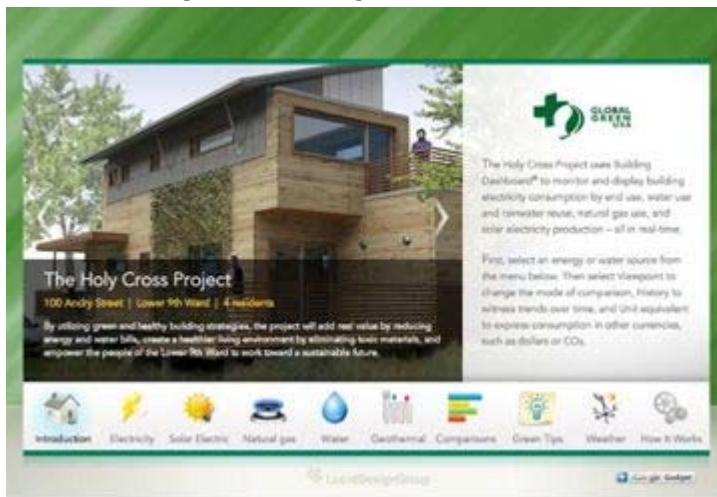 GLOBAL
GREEN
USA
The Holy Cross Project uses Building
Dashboard® to monitor and display building
electricity consumption by end use, water use
and rainwater reuse, natural gas use, and
solar electricity production – all in real-time.
First, select an energy or water source from
the menu below. Then select Viewpoint to
change the mode of comparison, History to
witness trends over time, and Unit equivalent
to express consumption in other currencies,
such as dollars or CO₂.
The Holy Cross Project
100 Andry Street | Lower 9th Ward | 4 residents
By utilizing green and healthy building strategies, the project will add real value by reducing
energy and water bills, create a healthier living environment by eliminating toxic materials, and
empower the people of the Lower 9th Ward to work toward a sustainable future.
Introduction Electricity Solar Electric Natural gas Water Geothermal Comparisons Green Tips Weather How It Works
LucidDesignGroup
Google Gadget